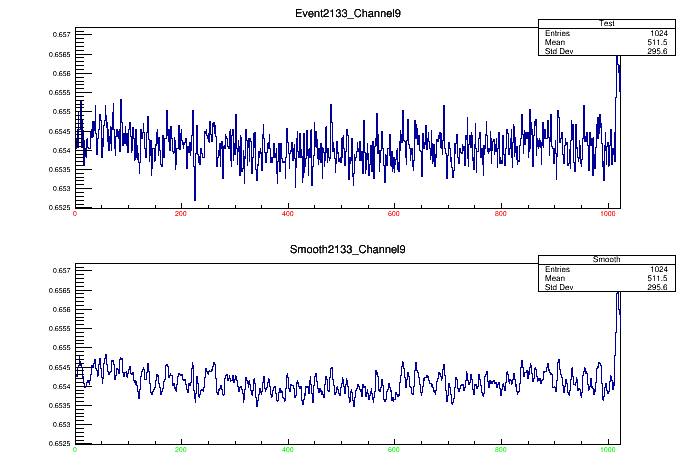 Event2133_Channel9
Test
Entries 1024
Mean 511.5
Std Dev 295.6
0.657
0.6565
0.656
0.6555
0.655
0.6545
0.654
0.6535
0.653
0.6525
0 200 400 600 800 1000
Smooth2133_Channel9
Smooth
Entries 1024
Mean 511.5
Std Dev 295.6
0.657
0.6565
0.656
0.6555
0.655
0.6545
0.654
0.6535
0.653
0.6525
0 200 400 600 800 1000